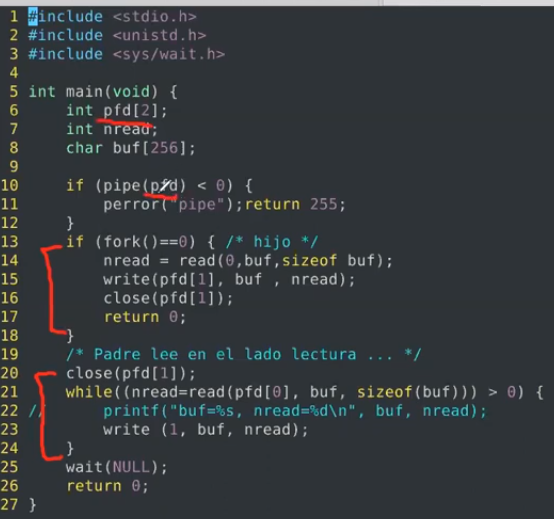 1 #include <stdio.h>
2 #include <unistd.h>
3 #include <sys/wait.h>
4
5 int main(void) {
6     int pfd[2];
7     int nread;
8     char buf[256];
9
10     if (pipe(pfd) < 0) {
11         perror("pipe");return 255;
12     }
13     if (fork()==0) { /* hijo */
14         nread = read(0,buf,sizeof buf);
15         write(pfd[1], buf , nread);
16         close(pfd[1]);
17         return 0;
18     }
19     /* Padre lee en el lado lectura ... */
20     close(pfd[1]);
21     while((nread=read(pfd[0], buf, sizeof(buf))) > 0) {
22 //      printf("buf=%s, nread=%d\n", buf, nread);
23         write (1, buf, nread);
24     }
25     wait(NULL);
26     return 0;
27 }